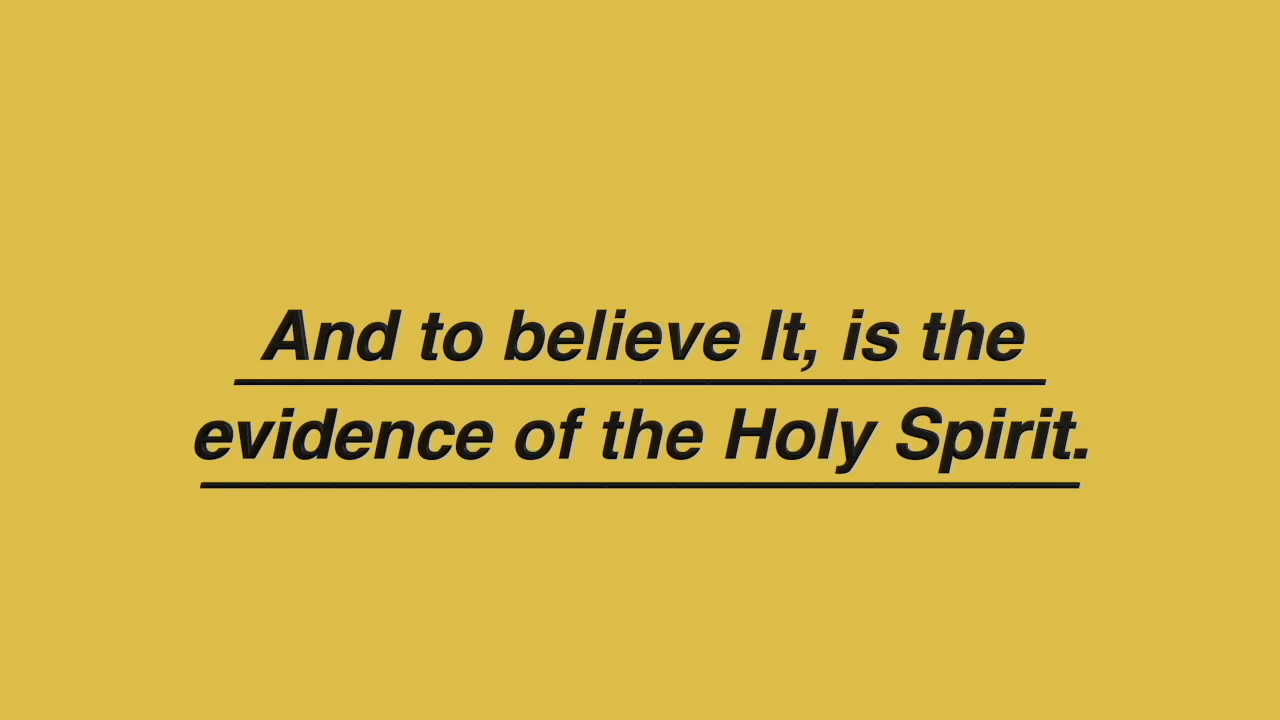 And to believe It, is the
evidence of the Holy Spirit.